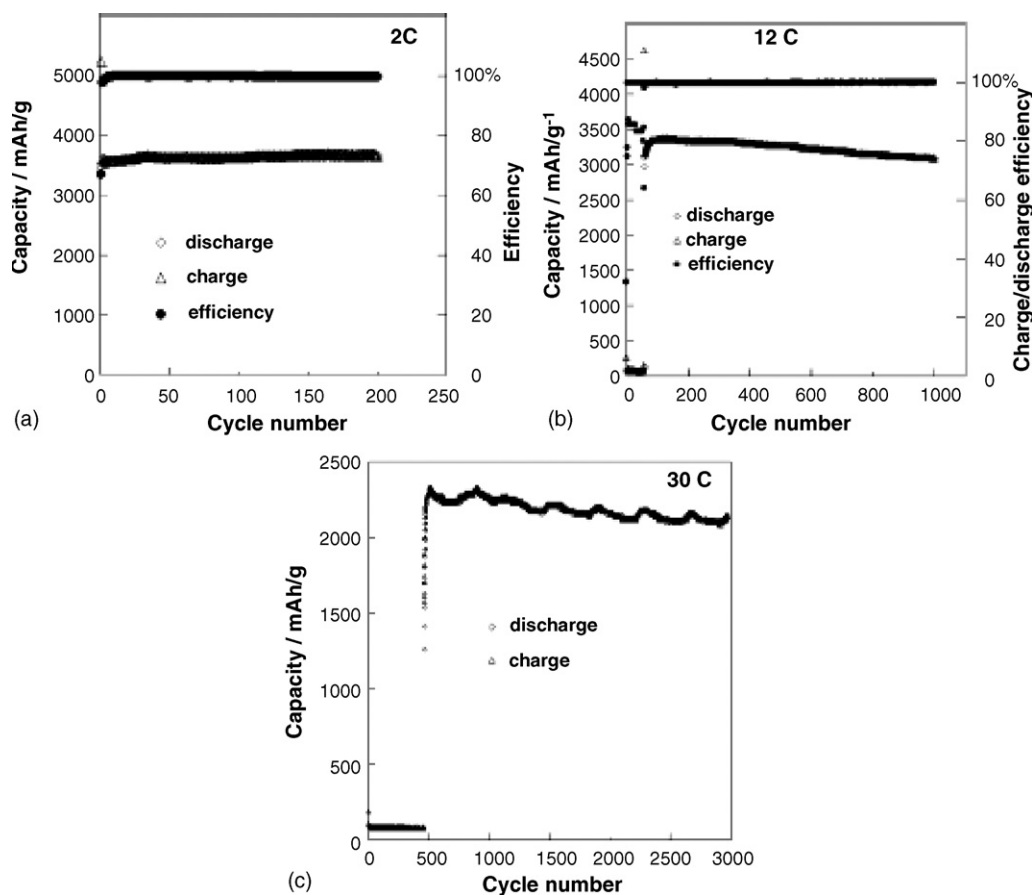 2C
Capacity / mAh/g
5000
4000
3000
2000
1000
0
100%
80
60
40
20
0
Efficiency
discharge
charge
efficiency
0 50 100 150 200 250
Cycle number
(a)
12 C
Capacity / mAh/g-1
4500
4000
3500
3000
2500
2000
1500
1000
500
0
100%
80
60
40
20
0
Charge/discharge efficiency
discharge
charge
efficiency
0 200 400 600 800 1000
Cycle number
(b)
30 C
Capacity / mAh/g
2500
2000
1500
1000
500
0
discharge
charge
0 500 1000 1500 2000 2500 3000
Cycle number
(c)